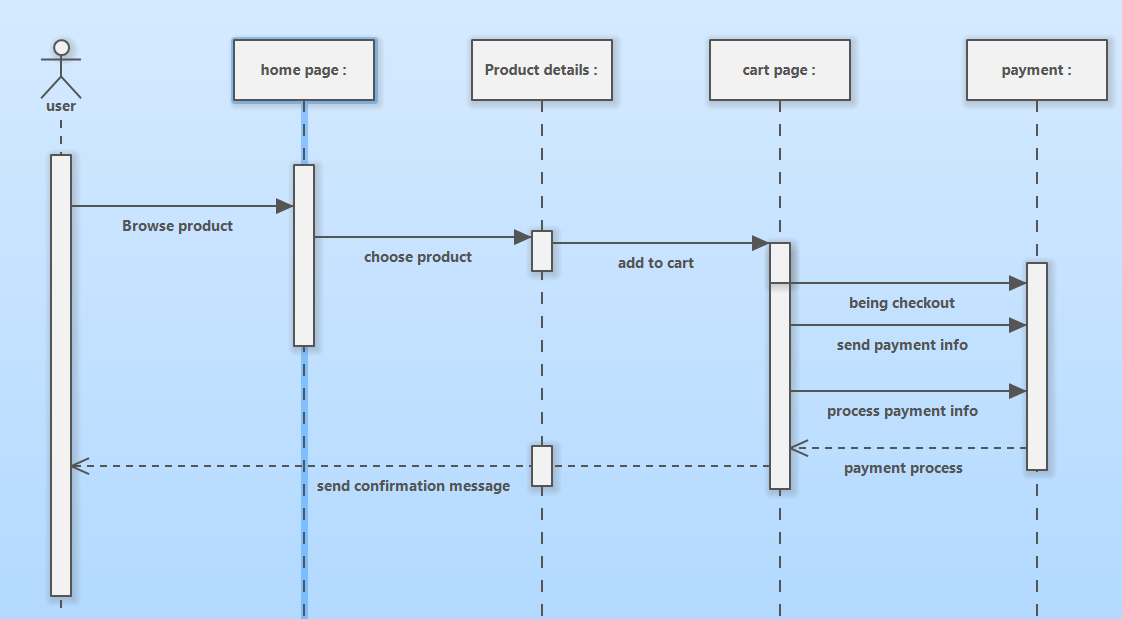 user
home page :
Product details :
cart page :
payment :
Browse product
choose product
add to cart
being checkout
send payment info
process payment info
payment process
send confirmation message